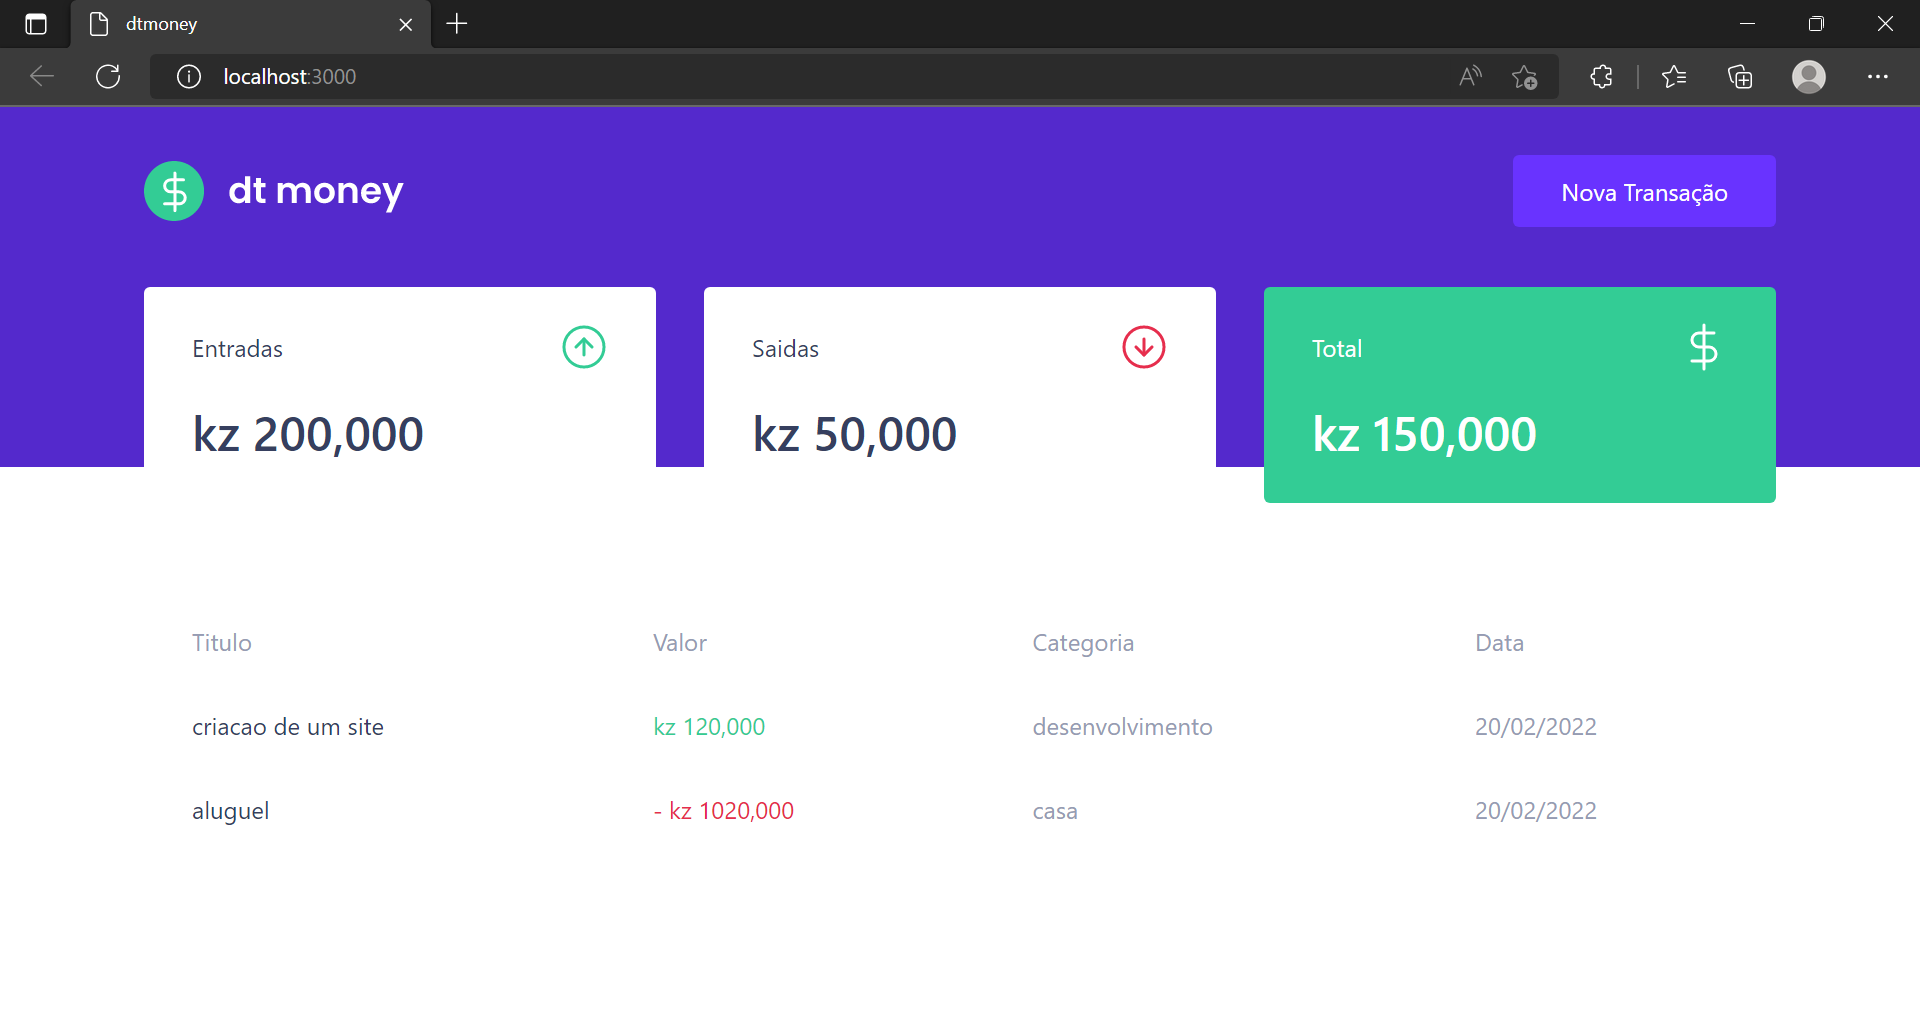 dtmoney
localhost:3000
dt money
Nova Transação
Entradas
kz 200,000
Saidas
kz 50,000
Total
kz 150,000
Titulo Valor Categoria Data
criacao de um site kz 120,000 desenvolvimento 20/02/2022
aluguel - kz 1020,000 casa 20/02/2022